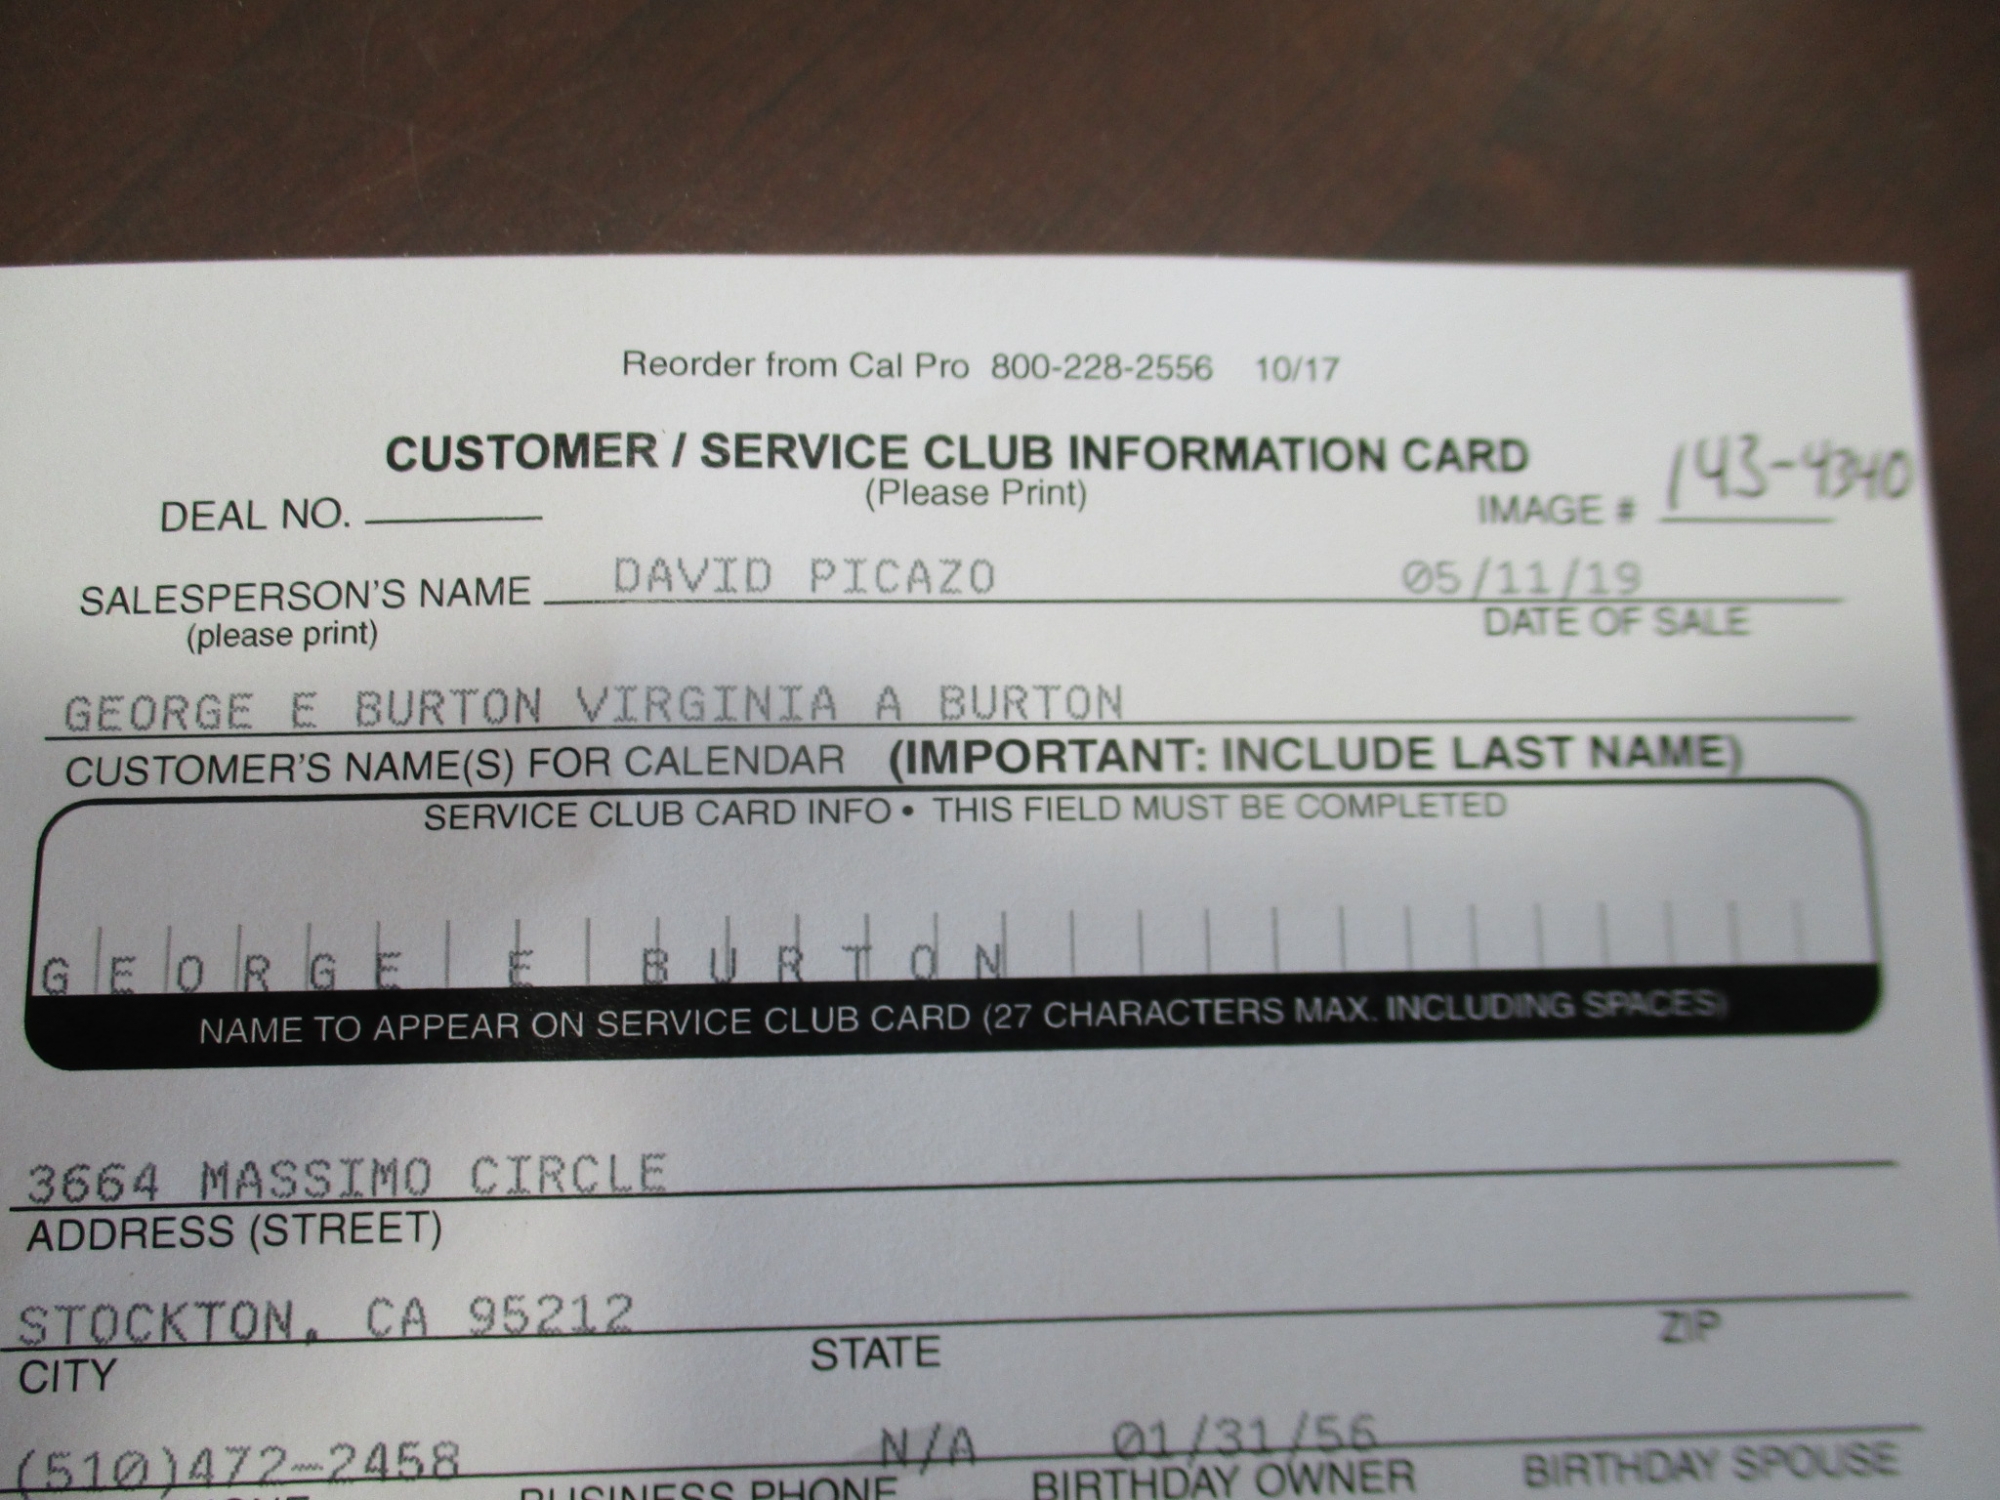 Reorder from Cal Pro 800-228-2556 10/17
CUSTOMER / SERVICE CLUB INFORMATION CARD
(Please Print)
DEAL NO.
IMAGE # 143-4340
SALESPERSON'S NAME DAVID PICAZO 05/11/19
(please print) DATE OF SALE
GEORGE E BURTON VIRGINIA A BURTON
CUSTOMER'S NAME(S) FOR CALENDAR (IMPORTANT: INCLUDE LAST NAME)
SERVICE CLUB CARD INFO • THIS FIELD MUST BE COMPLETED
GEORGE E BURTON
NAME TO APPEAR ON SERVICE CLUB CARD (27 CHARACTERS MAX. INCLUDING SPACES)
3664 MASSIMO CIRCLE
ADDRESS (STREET)
STOCKTON, CA 95212
CITY STATE ZIP
(510)472-2458 N/A 01/31/56
BUSINESS PHONE BIRTHDAY OWNER BIRTHDAY SPOUSE